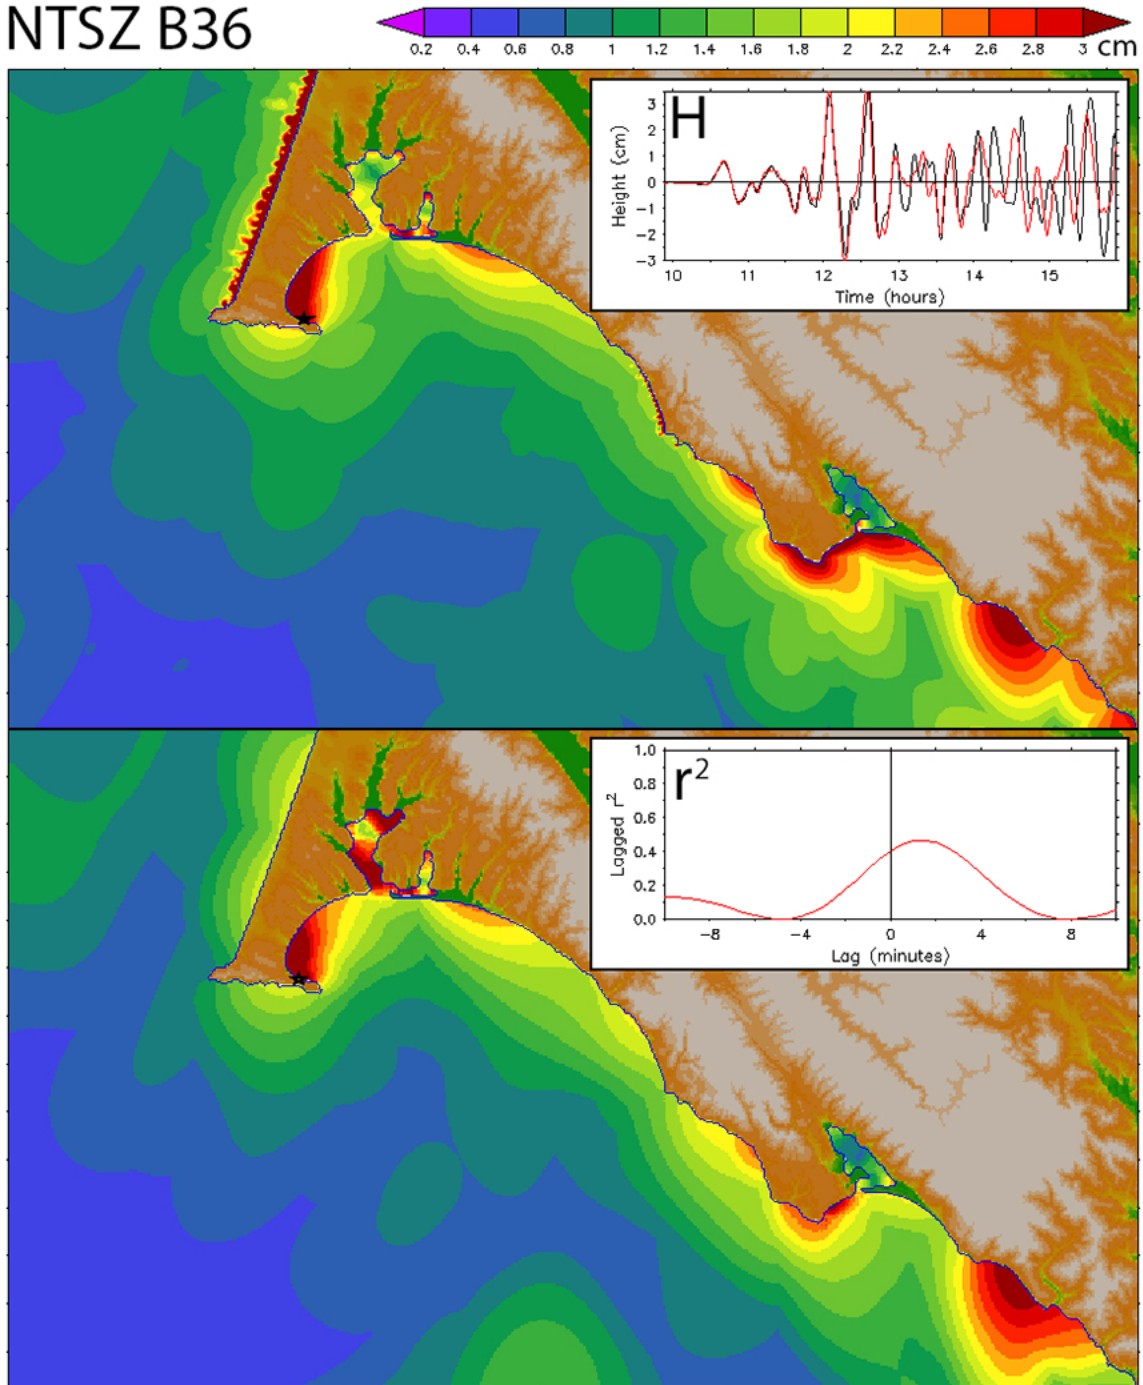 NTSZ B36
0.2 0.4 0.6 0.8 1 1.2 1.4 1.6 1.8 2 2.2 2.4 2.6 2.8 3 cm
H
Height (cm)
3
2
1
0
-1
-2
-3
10 11 12 13 14 15
Time (hours)
r²
Lagged r²
1.0
0.8
0.6
0.4
0.2
0.0
-8 -4 0 4 8
Lag (minutes)